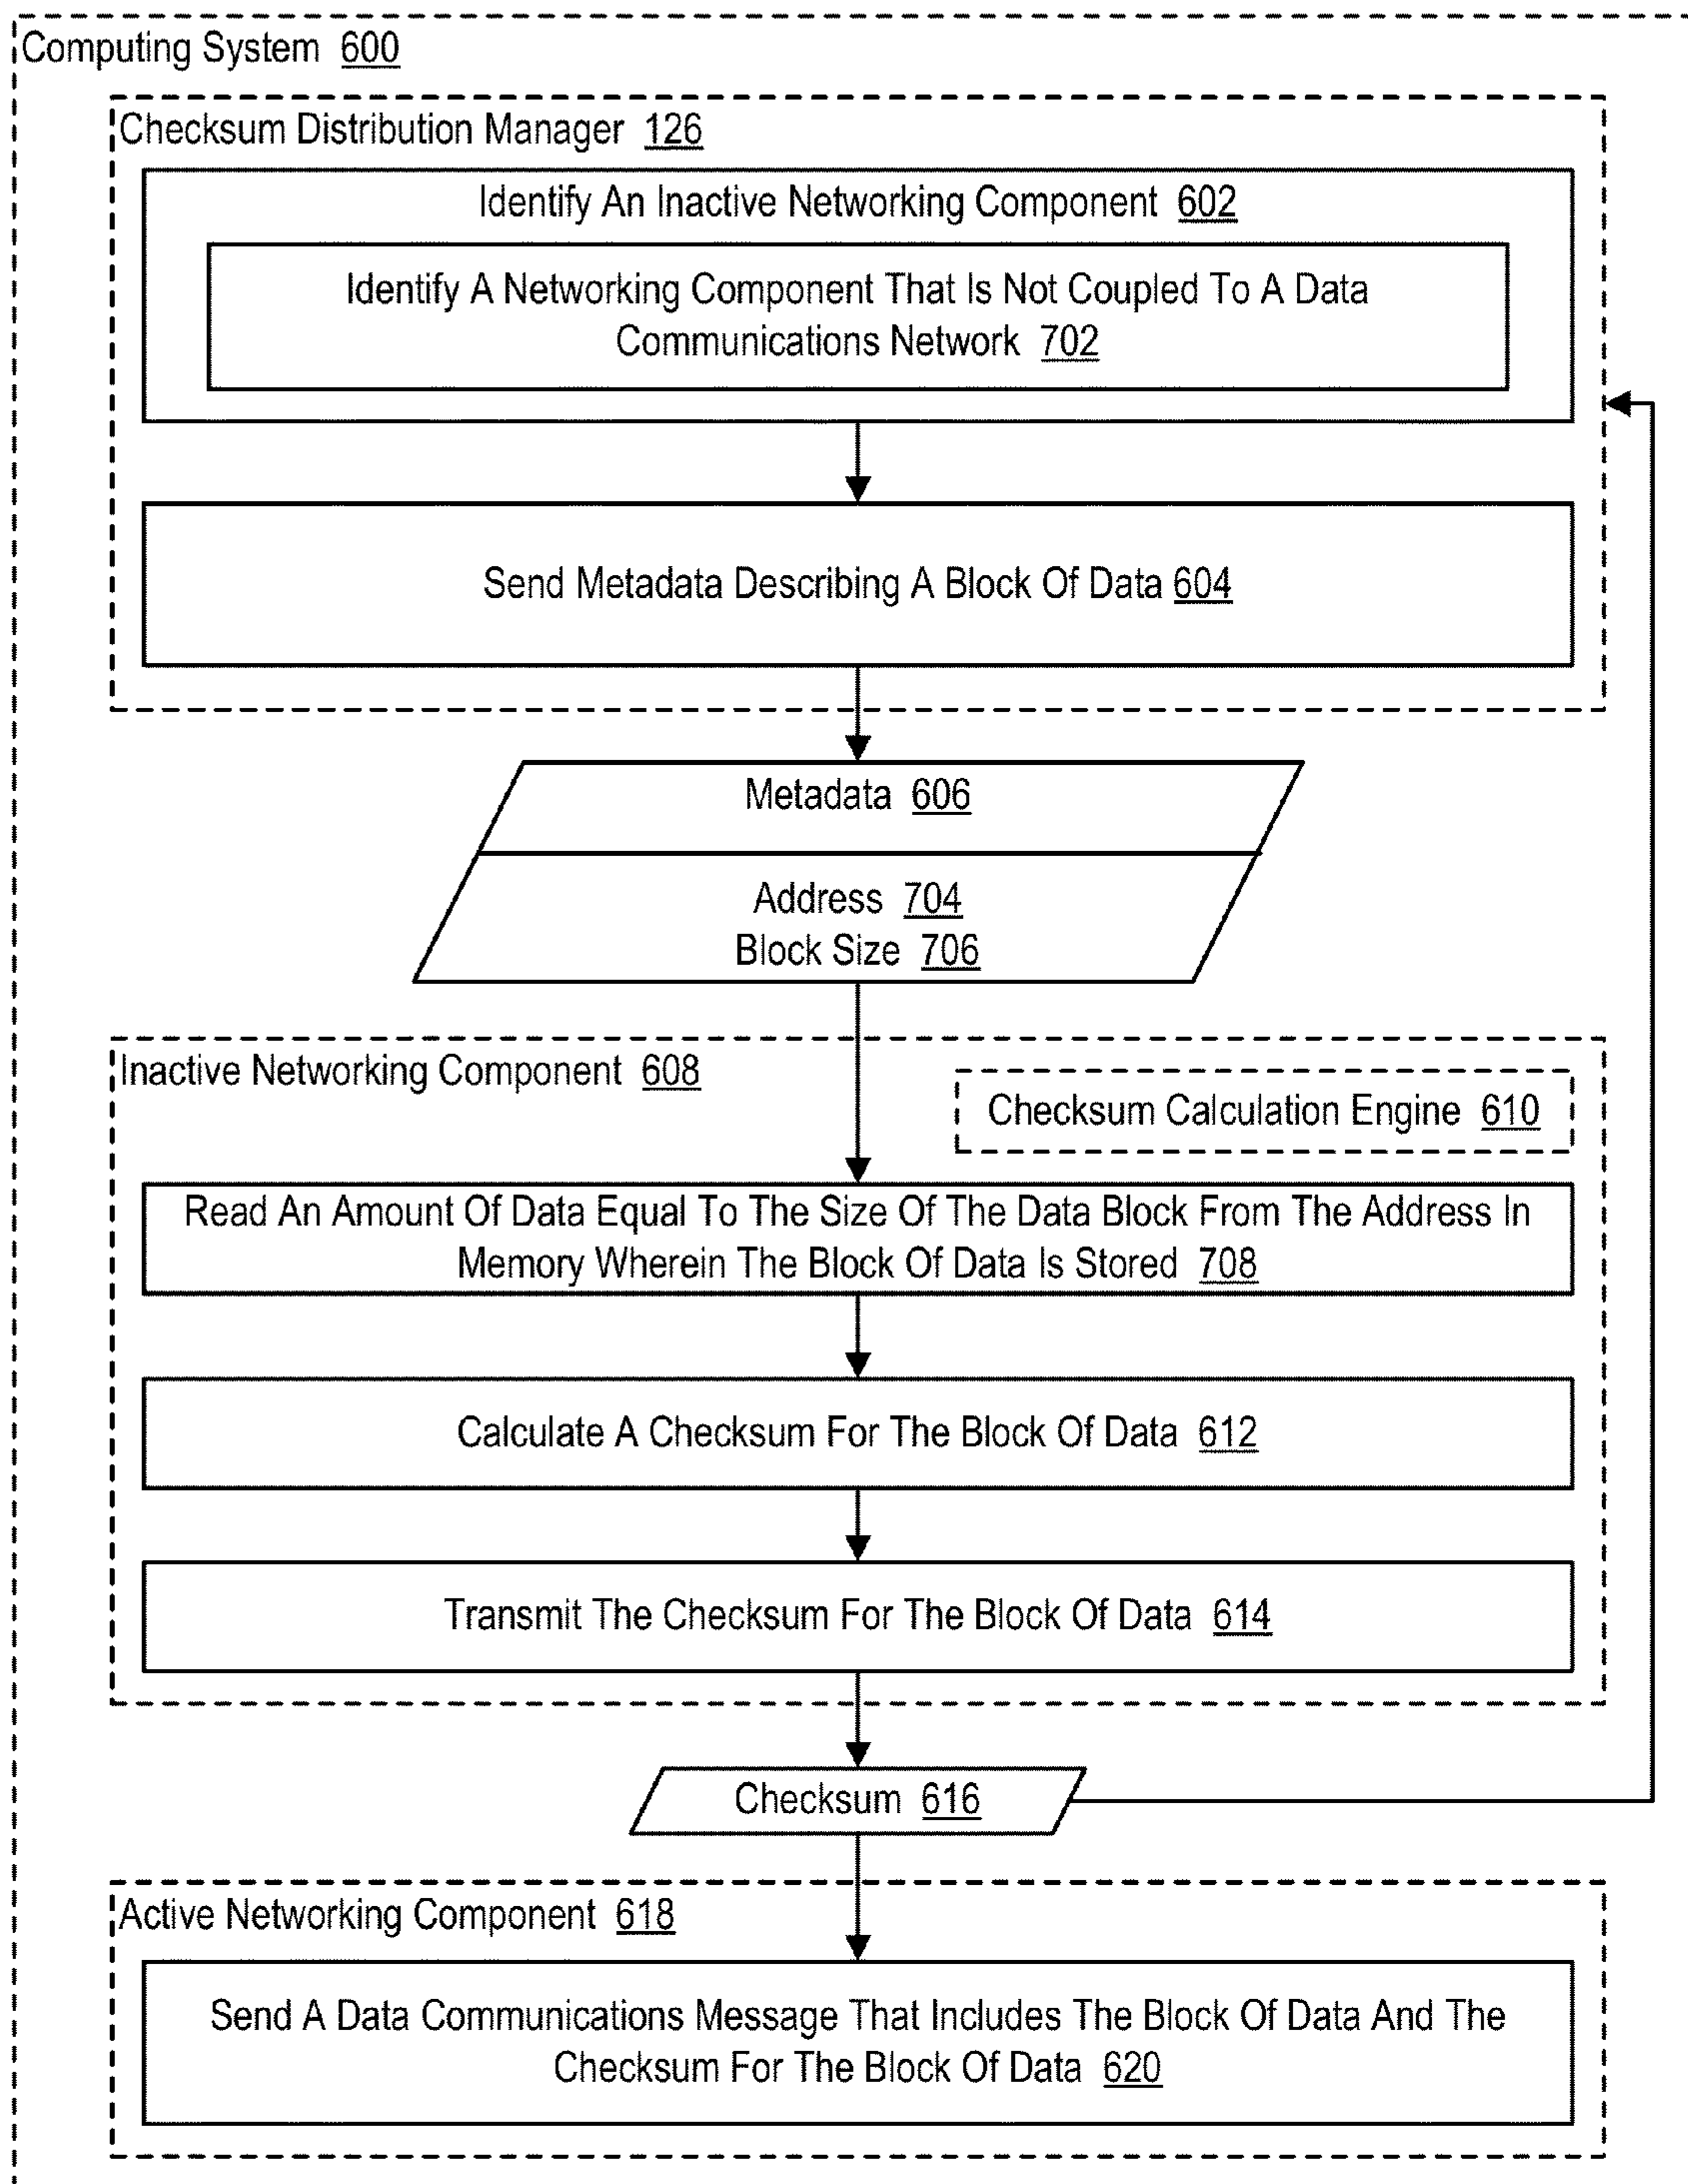 Computing System 600
Checksum Distribution Manager 126
Identify An Inactive Networking Component 602
Identify A Networking Component That Is Not Coupled To A Data
Communications Network 702
Send Metadata Describing A Block Of Data 604
Metadata 606
Address 704
Block Size 706
Inactive Networking Component 608
Checksum Calculation Engine 610
Read An Amount Of Data Equal To The Size Of The Data Block From The Address In
Memory Wherein The Block Of Data Is Stored 708
Calculate A Checksum For The Block Of Data 612
Transmit The Checksum For The Block Of Data 614
Checksum 616
Active Networking Component 618
Send A Data Communications Message That Includes The Block Of Data And The
Checksum For The Block Of Data 620